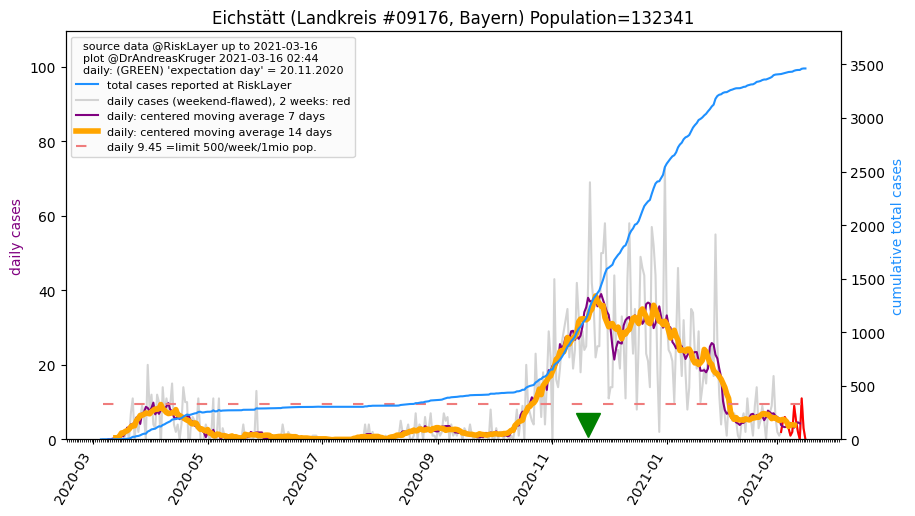 Eichstätt (Landkreis #09176, Bayern) Population=132341
source data @RiskLayer up to 2021-03-16
plot @DrAndreasKruger 2021-03-16 02:44
daily: (GREEN) 'expectation day' = 20.11.2020
total cases reported at RiskLayer
daily cases (weekend-flawed), 2 weeks: red
daily: centered moving average 7 days
daily: centered moving average 14 days
daily 9.45 =limit 500/week/1mio pop.
daily cases
100
80
60
40
20
0
cumulative total cases
3500
3000
2500
2000
1500
1000
500
0
2020-03
2020-05
2020-07
2020-09
2020-11
2021-01
2021-03